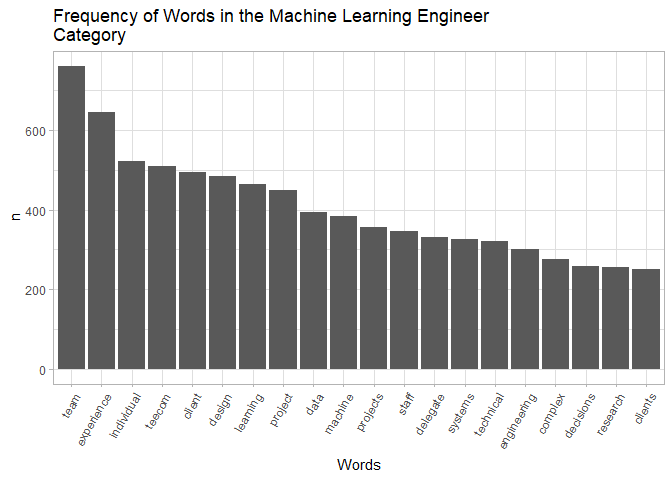 Frequency of Words in the Machine Learning Engineer
Category
600
400
200
0
n
team
experience
individual
teecom
client
design
learning
project
data
machine
projects
staff
delegate
systems
technical
engineering
complex
decisions
research
clients
Words